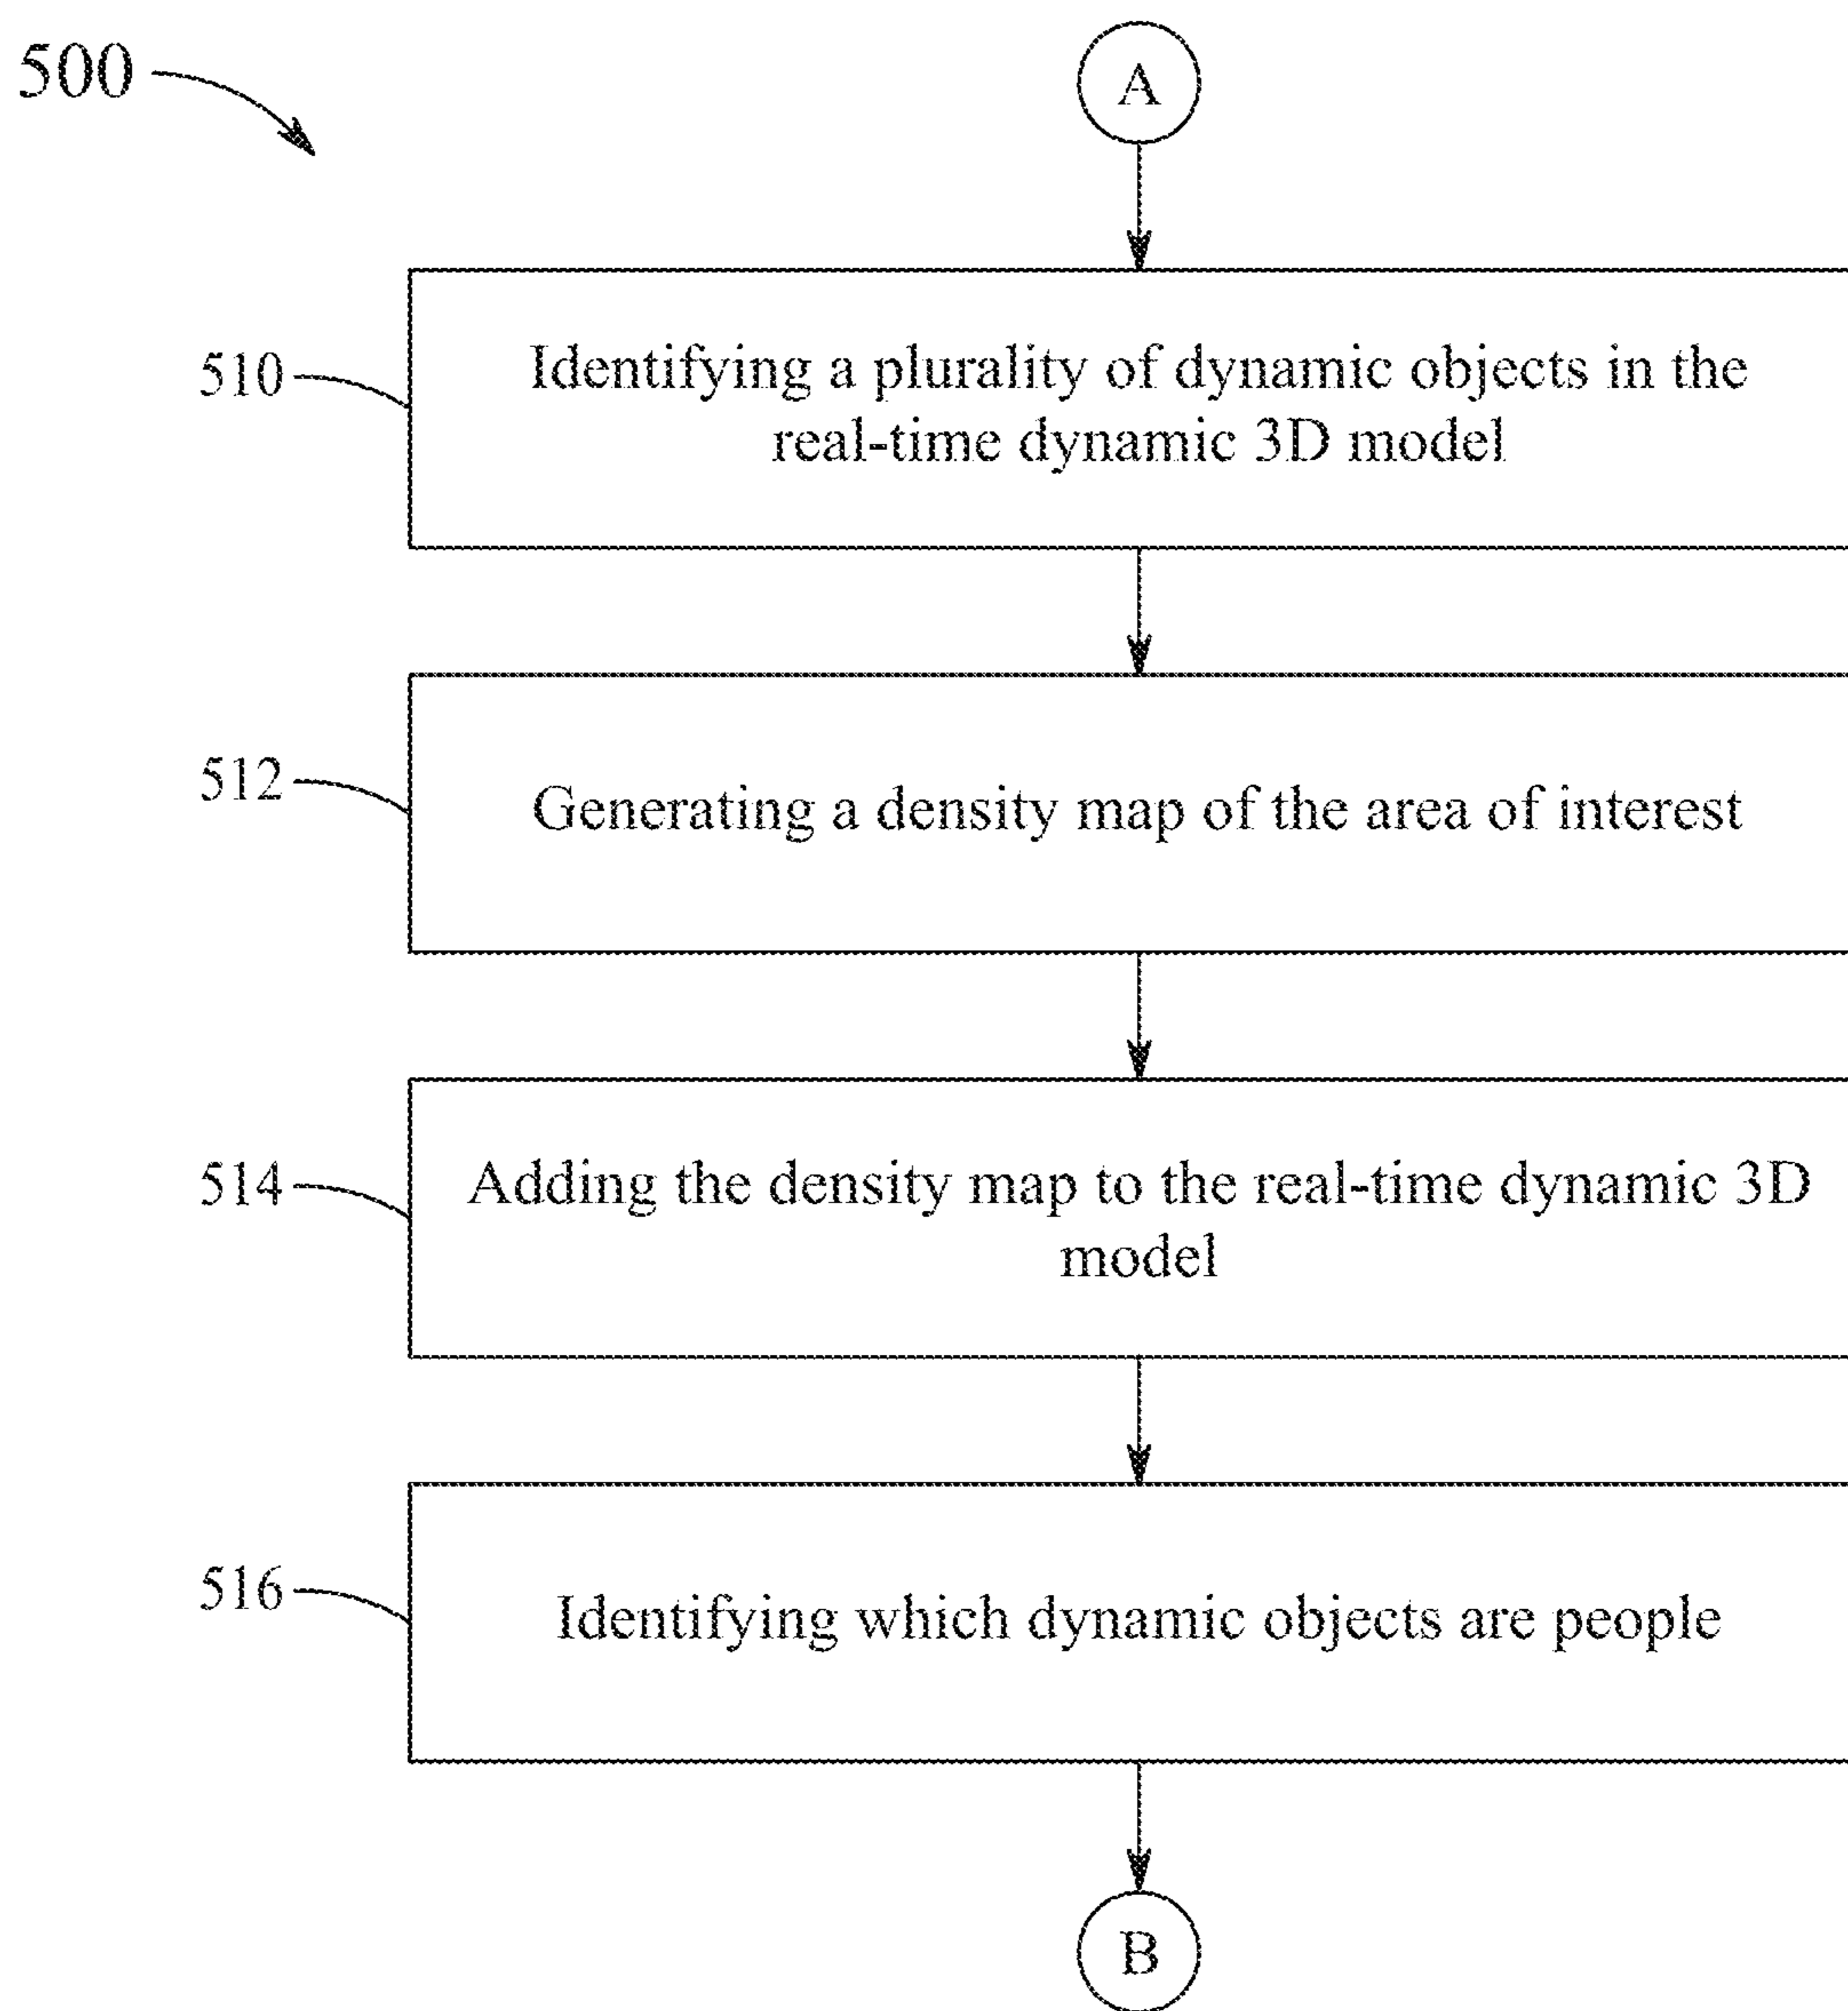 500
A
510
Identifying a plurality of dynamic objects in the
real-time dynamic 3D model
512
Generating a density map of the area of interest
514
Adding the density map to the real-time dynamic 3D
model
516
Identifying which dynamic objects are people
B